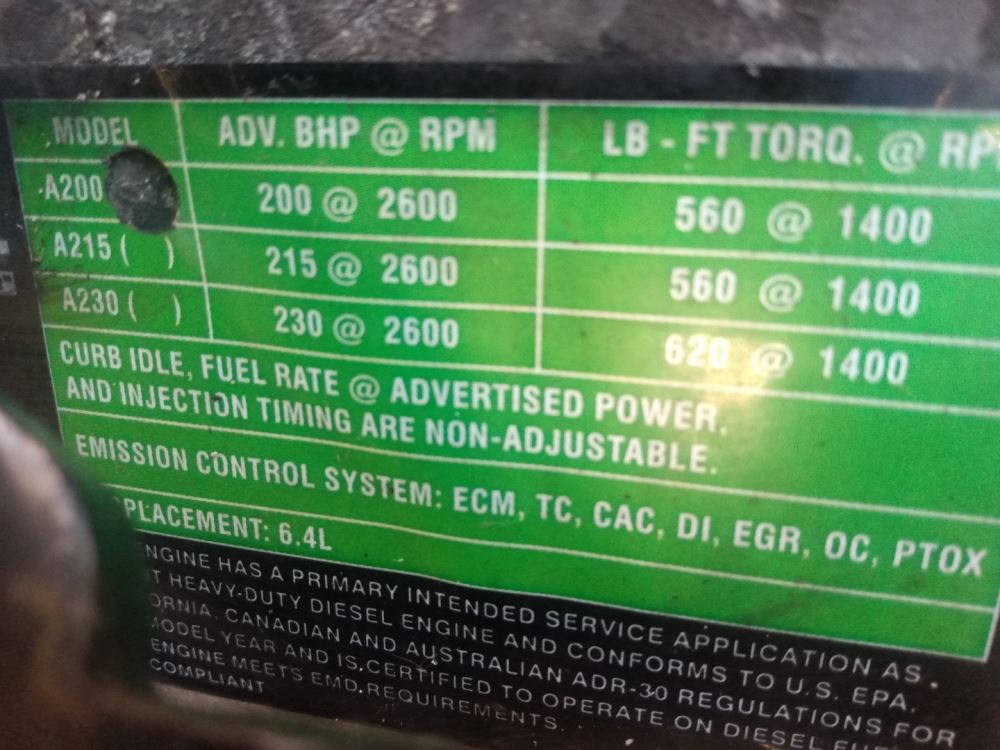 MODEL ADV. BHP @ RPM LB - FT TORQ. @ RP
A200 200 @ 2600 560 @ 1400
A215 ( ) 215 @ 2600 560 @ 1400
A230 ( ) 230 @ 2600 620 @ 1400
CURB IDLE, FUEL RATE @ ADVERTISED POWER,
AND INJECTION TIMING ARE NON-ADJUSTABLE.
EMISSION CONTROL SYSTEM: ECM, TC, CAC, DI, EGR, OC, PTOX
PLACEMENT: 6.4L
NGINE HAS A PRIMARY INTENDED SERVICE APPLICATION AS
T HEAVY-DUTY DIESEL ENGINE AND CONFORMS TO U.S. EPA,
ORNIA, CANADIAN AND AUSTRALIAN ADR-30 REGULATIONS FOR
MODEL YEAR AND IS CERTIFIED TO OPERATE ON DIESEL
ENGINE MEETS EMD REQUIREMENTS.
COMPLIANT